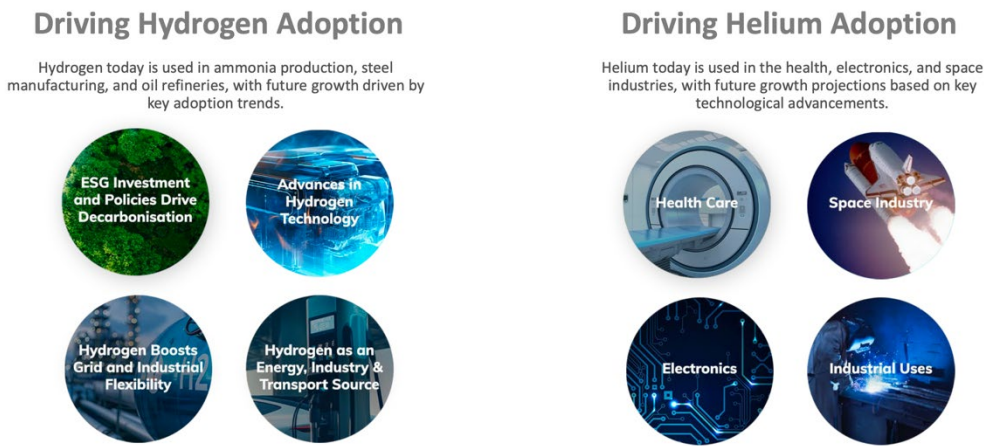 Driving Hydrogen Adoption
Hydrogen today is used in ammonia production, steel
manufacturing, and oil refineries, with future growth driven by
key adoption trends.
ESG Investment
and Policies Drive
Decarbonisation
Advances in
Hydrogen
Technology
Hydrogen Boosts
Grid and Industrial
Flexibility
H2
Hydrogen as an
Energy, Industry &
Transport Source
Driving Helium Adoption
Helium today is used in the health, electronics, and space
industries, with future growth projections based on key
technological advancements.
Health Care
Space Industry
Electronics
Industrial Uses